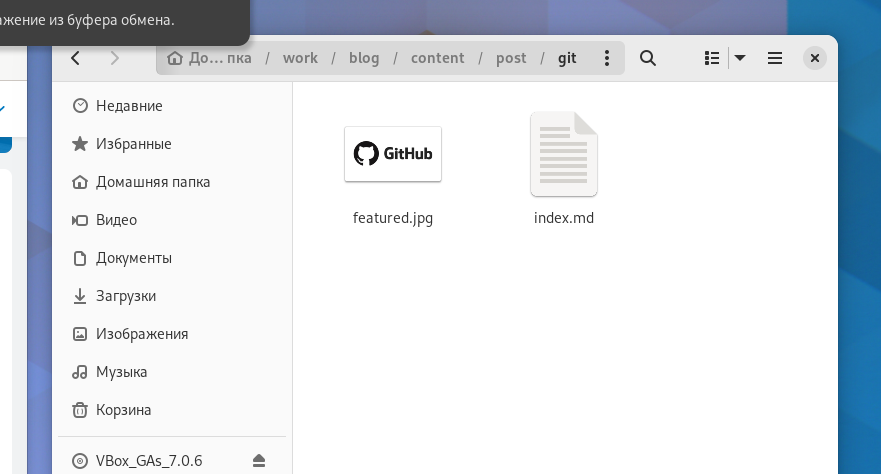 ажение из буфера обмена.
До... пка / work / blog / content / post / git
Недавние
Избранные
Домашняя папка
Видео
Документы
Загрузки
Изображения
Музыка
Корзина
VBox_GAs_7.0.6
GitHub
featured.jpg
index.md